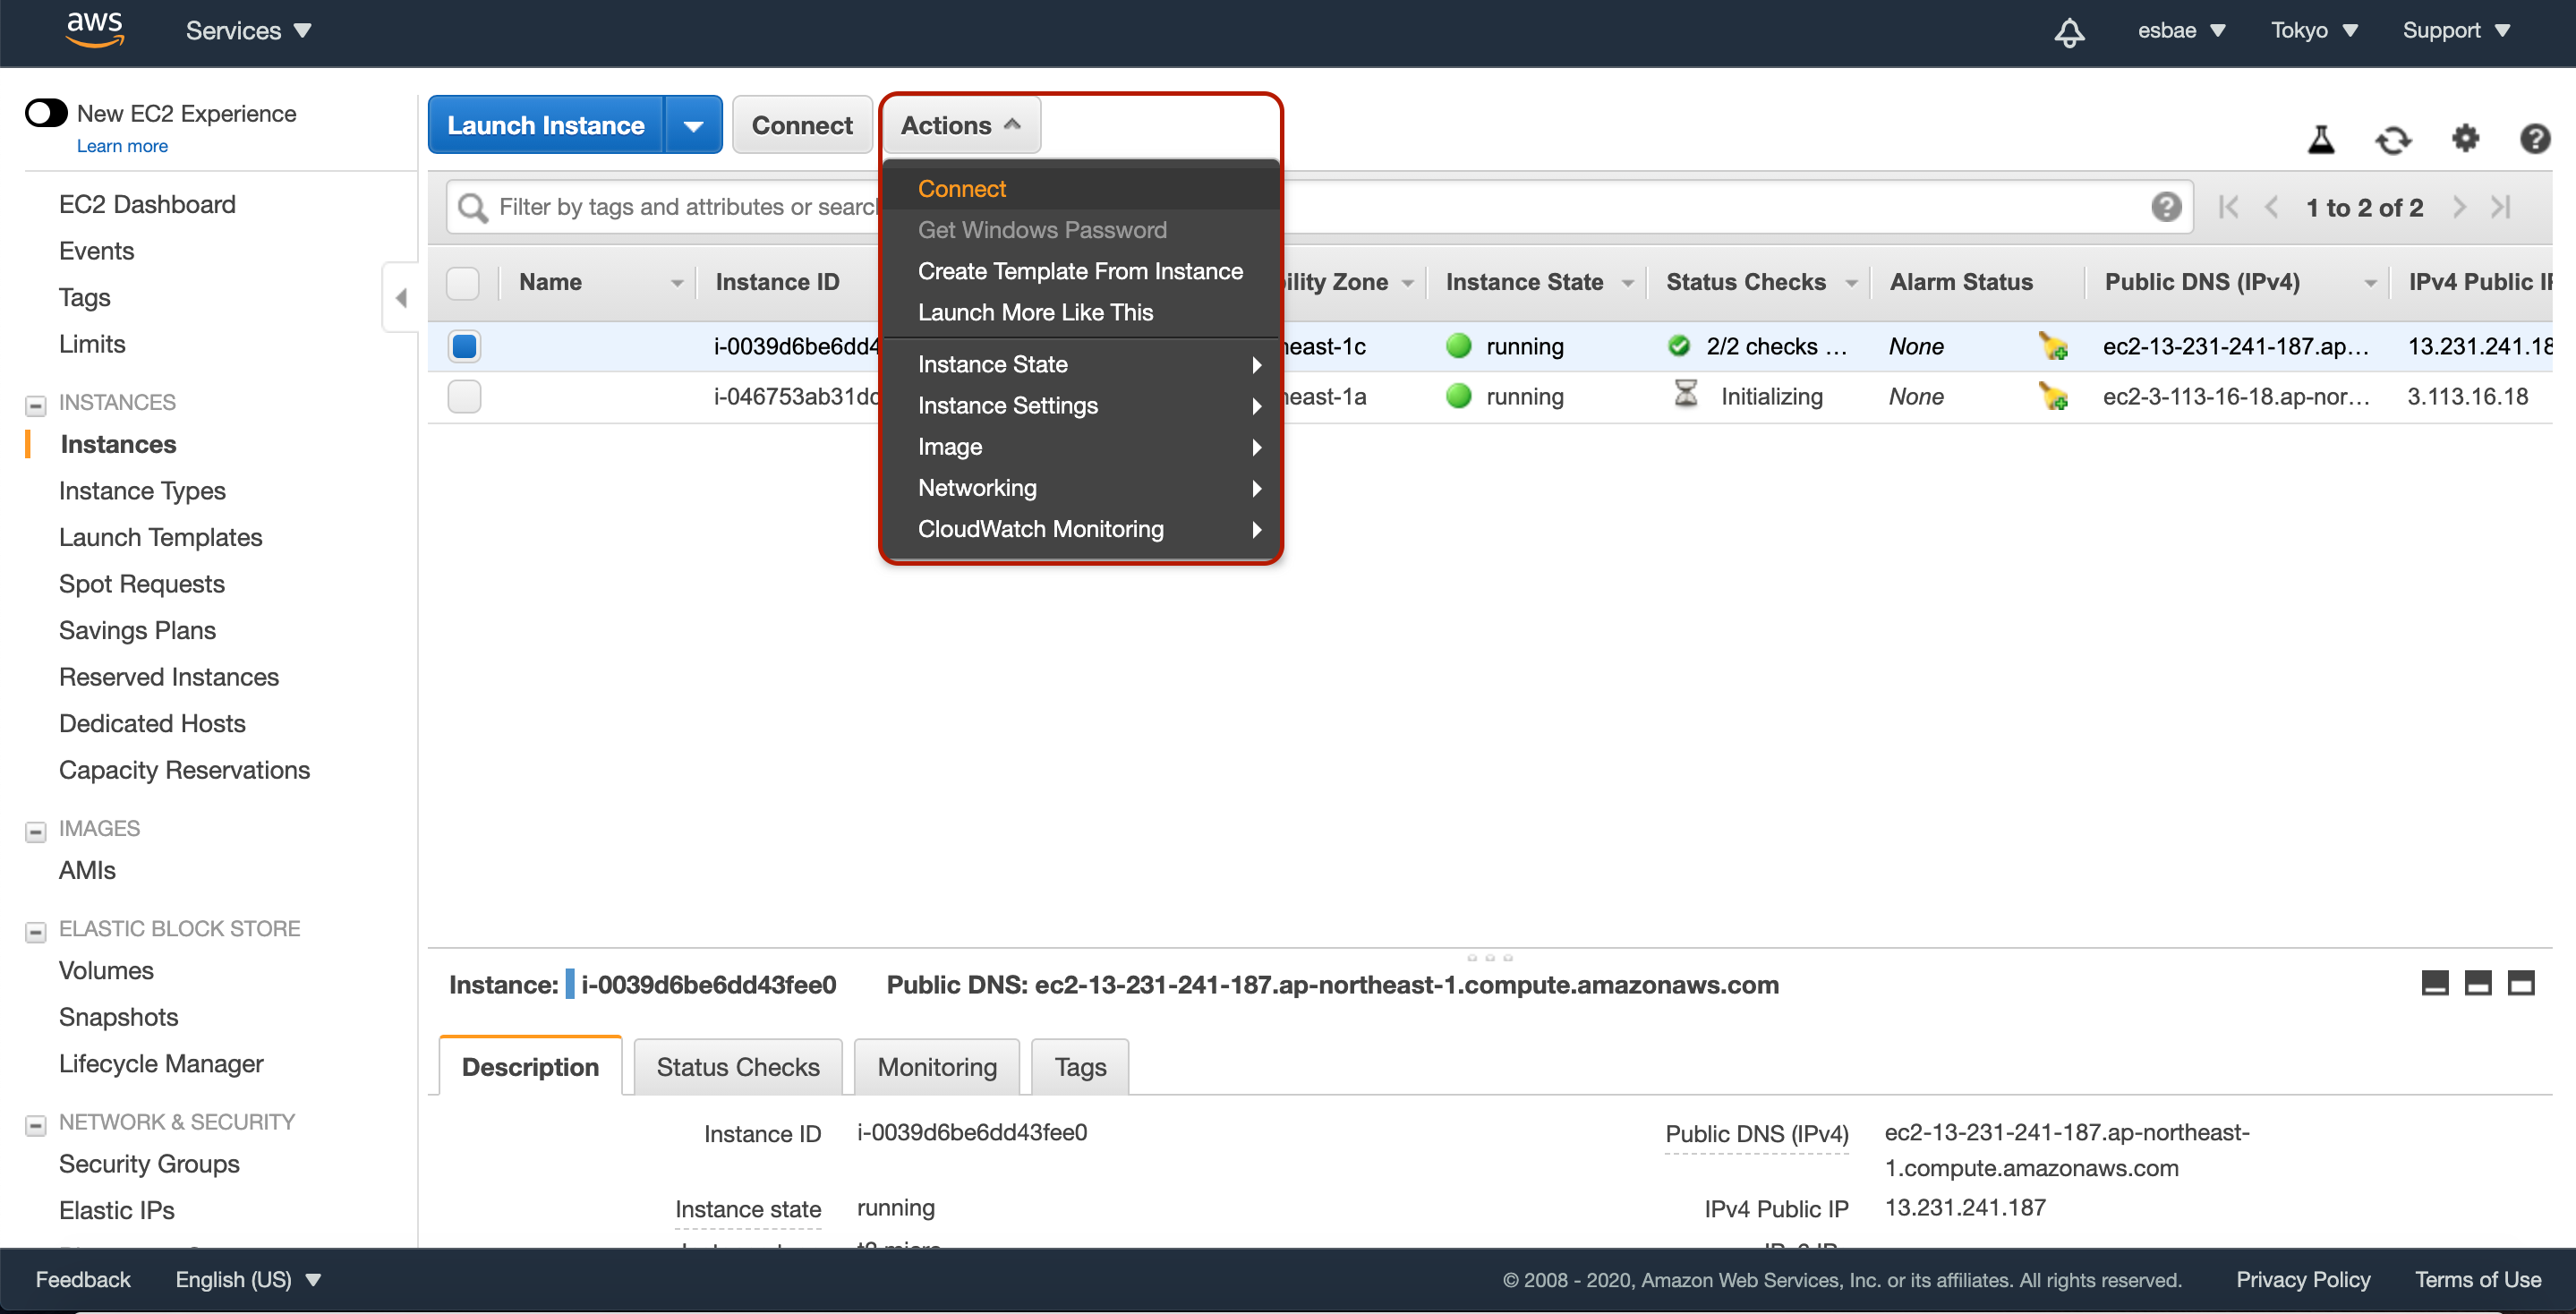 aws
Services
esbae
Tokyo
Support
New EC2 Experience
Learn more
EC2 Dashboard
Events
Tags
Limits
INSTANCES
Instances
Instance Types
Launch Templates
Spot Requests
Savings Plans
Reserved Instances
Dedicated Hosts
Capacity Reservations
IMAGES
AMIs
ELASTIC BLOCK STORE
Volumes
Snapshots
Lifecycle Manager
NETWORK & SECURITY
Security Groups
Elastic IPs
Launch Instance
Connect
Actions
Connect
Get Windows Password
Create Template From Instance
Launch More Like This
Instance State
Instance Settings
Image
Networking
CloudWatch Monitoring
Filter by tags and attributes or search
1 to 2 of 2
Name Instance ID ility Zone Instance State Status Checks Alarm Status Public DNS (IPv4) IPv4 Public IP
i-0039d6be6dd4 east-1c running 2/2 checks ... None ec2-13-231-241-187.ap... 13.231.241.18
i-046753ab31dc east-1a running Initializing None ec2-3-113-16-18.ap-nor... 3.113.16.18
Instance: i-0039d6be6dd43fee0 Public DNS: ec2-13-231-241-187.ap-northeast-1.compute.amazonaws.com
Description
Status Checks
Monitoring
Tags
Instance ID i-0039d6be6dd43fee0
Public DNS (IPv4) ec2-13-231-241-187.ap-northeast-
1.compute.amazonaws.com
Instance state running
IPv4 Public IP 13.231.241.187
Feedback
English (US)
© 2008 - 2020, Amazon Web Services, Inc. or its affiliates. All rights reserved.
Privacy Policy
Terms of Use